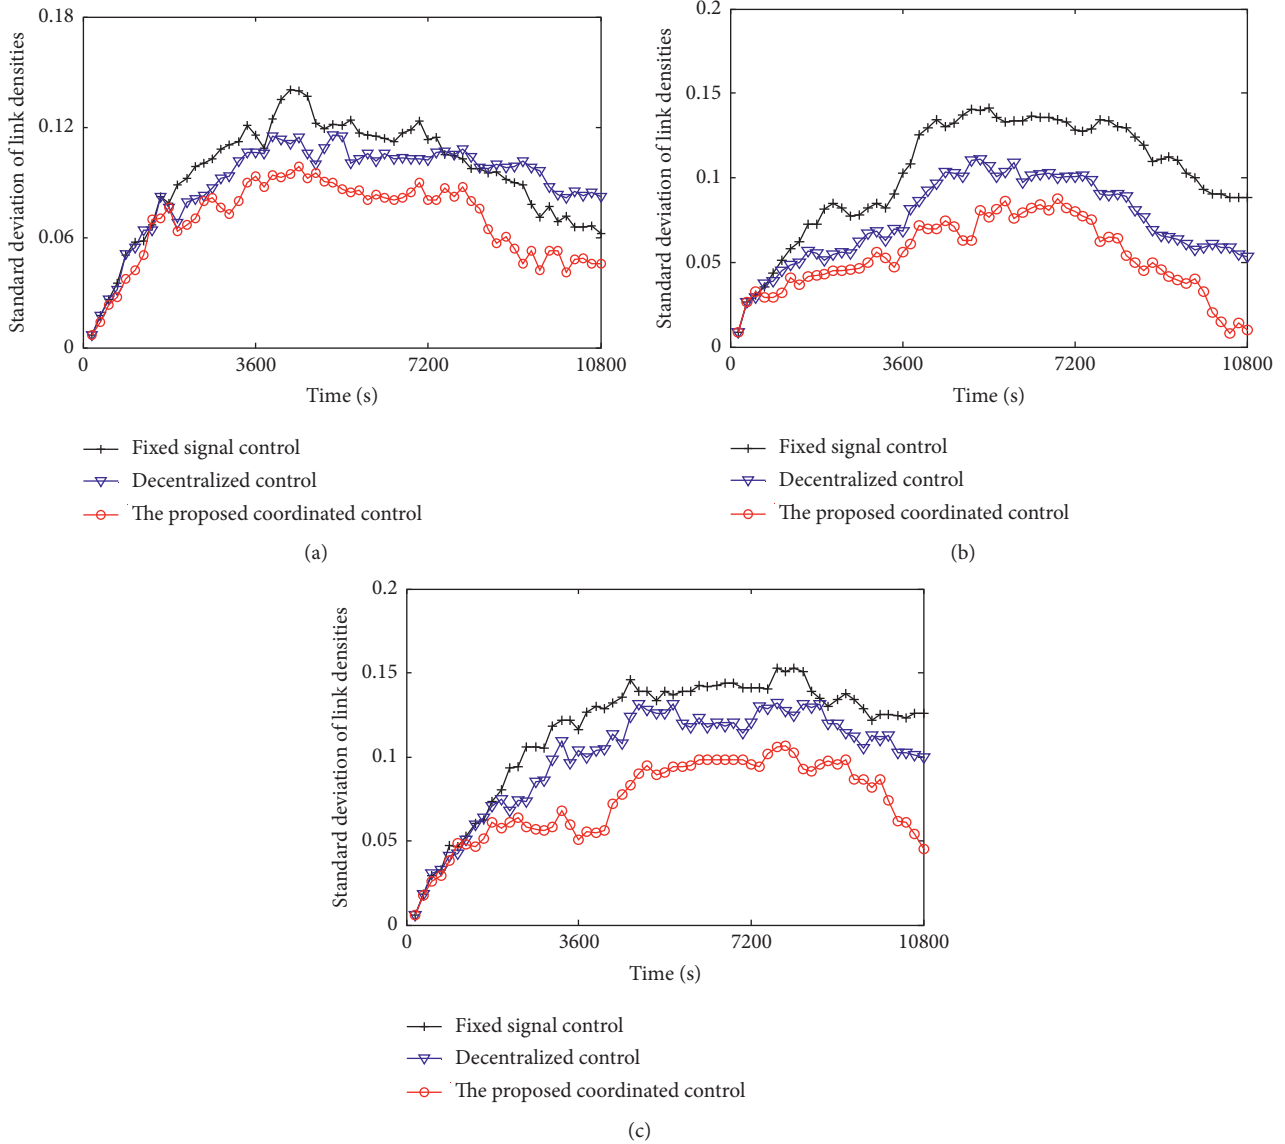 Standard deviation of link densities
0.18
0.12
0.06
0
0
3600
7200
10800
Time (s)
Fixed signal control
Decentralized control
The proposed coordinated control
(a)
Standard deviation of link densities
0.2
0.15
0.1
0.05
0
0
3600
7200
10800
Time (s)
Fixed signal control
Decentralized control
The proposed coordinated control
(b)
Standard deviation of link densities
0.2
0.15
0.1
0.05
0
0
3600
7200
10800
Time (s)
Fixed signal control
Decentralized control
The proposed coordinated control
(c)